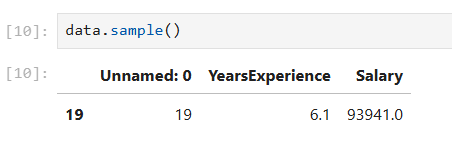 [10]: data.sample()
[10]: Unnamed: 0 YearsExperience Salary
19 19 6.1 93941.0